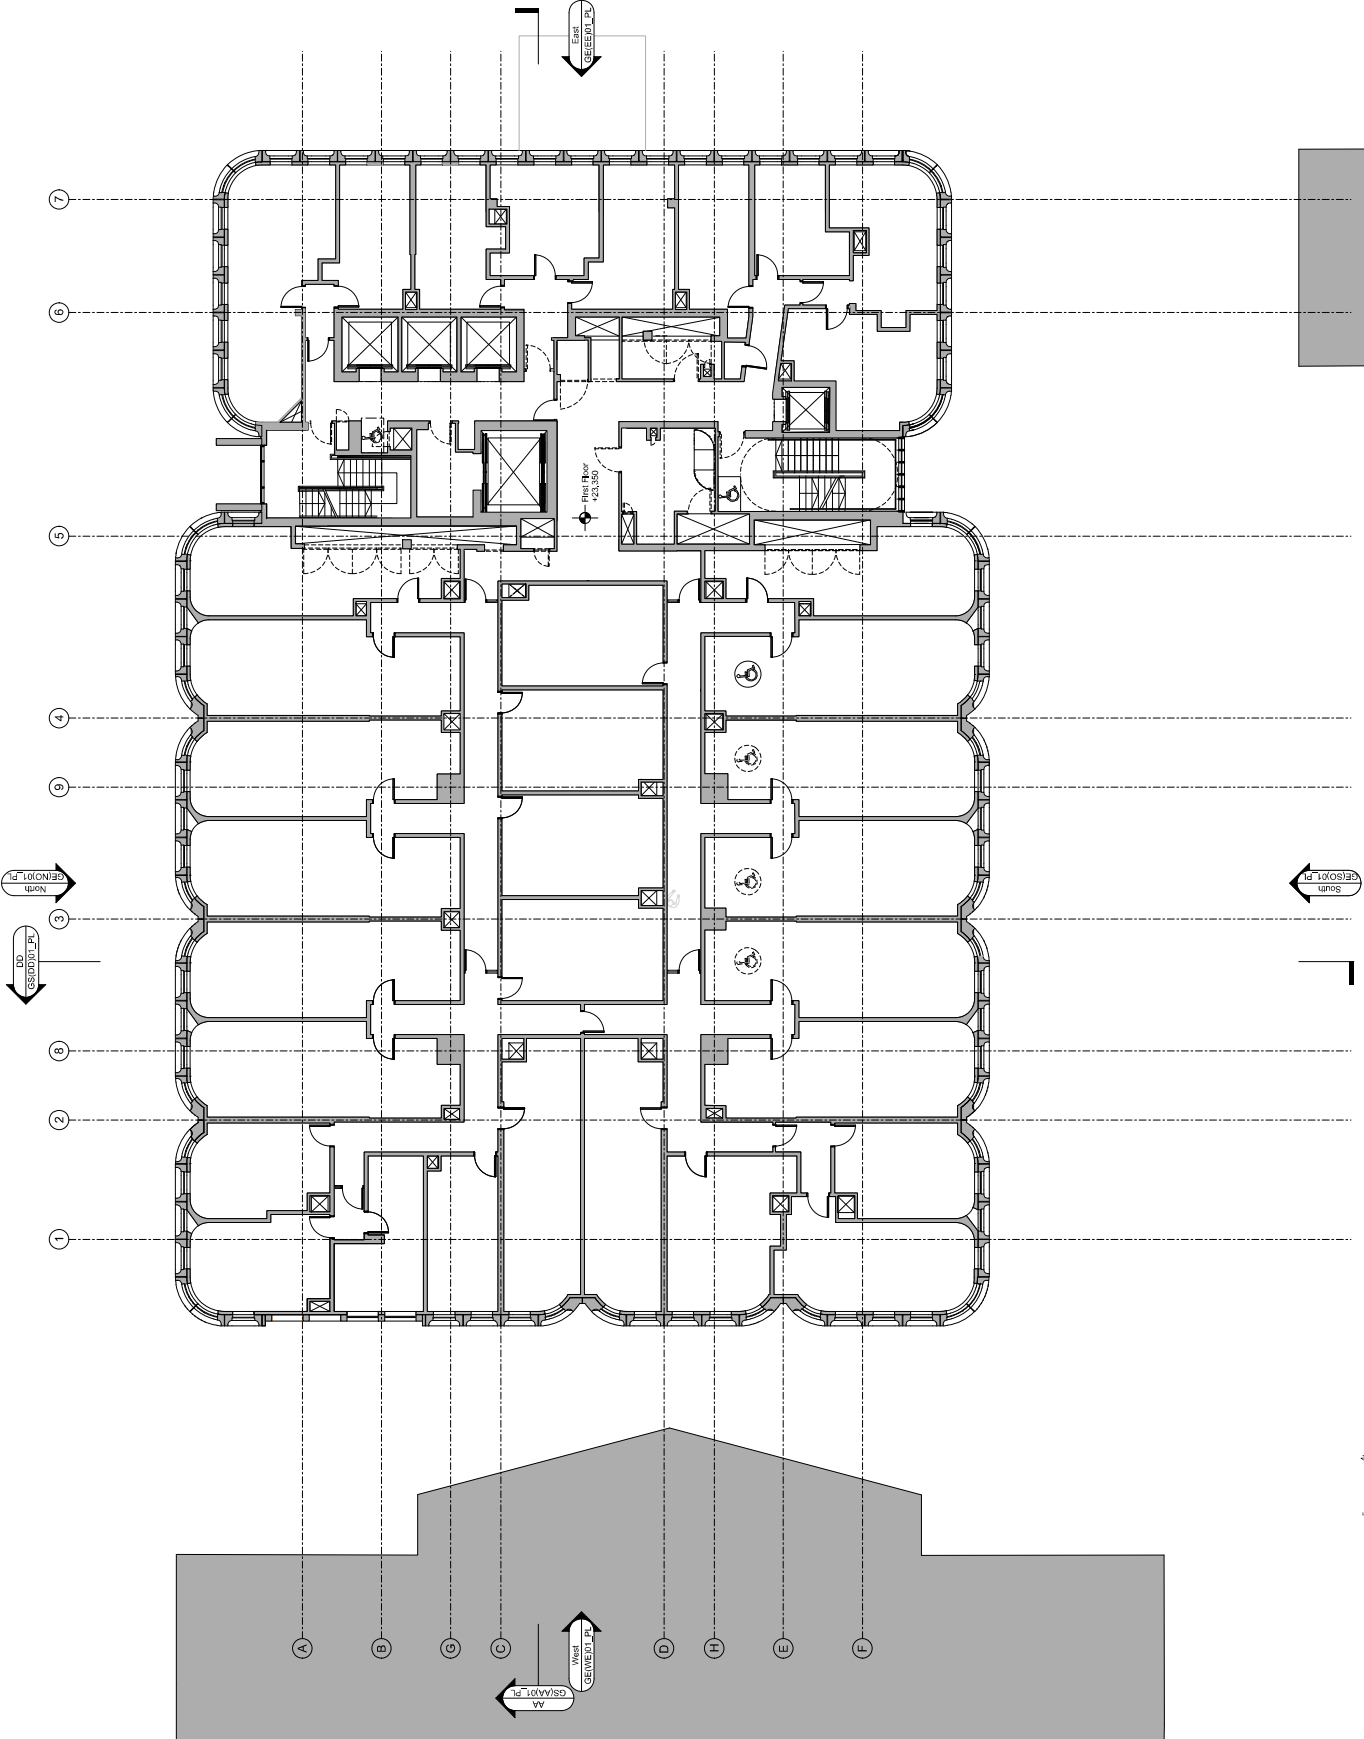 East
GE(EE)01_PL
7
6
First Floor
+23,350
5
4
9
North
GE(NO)01_PL
South
GE(SO)01_PL
3
DD
GS(DD)01_PL
8
2
1
A
B
G
C
D
H
E
F
West
GE(WE)01_PL
AA
GS(AA)01_PL